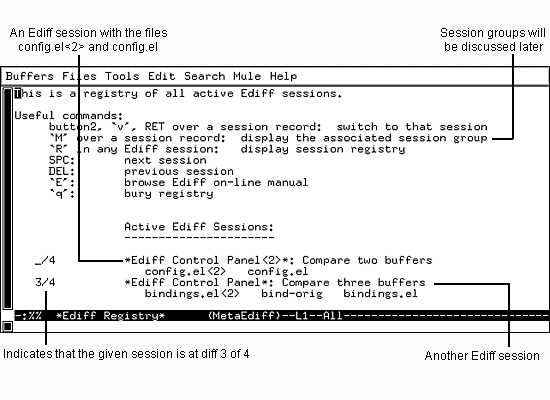 An Ediff session with the files
config.el<2> and config.el
Session groups will
be discussed later
Buffers Files Tools Edit Search Mule Help
This is a registry of all active Ediff sessions.
Useful commands:
button2, `v', RET over a session record:  switch to that session
`M' over a session record:  display the associated session group
`R' in any Ediff session:   display session registry
SPC:      next session
DEL:      previous session
`E':      browse Ediff on-line manual
`q':      bury registry
Active Ediff Sessions:
----------------------
_/4      *Ediff Control Panel<2>*: Compare two buffers
config.el<2>   config.el
3/4      *Ediff Control Panel*: Compare three buffers
bindings.el<2>   bind-orig   bindings.el
-:%%  *Ediff Registry*      (MetaEdiff)--L1--All---------------------------
Indicates that the given session is at diff 3 of 4
Another Ediff session